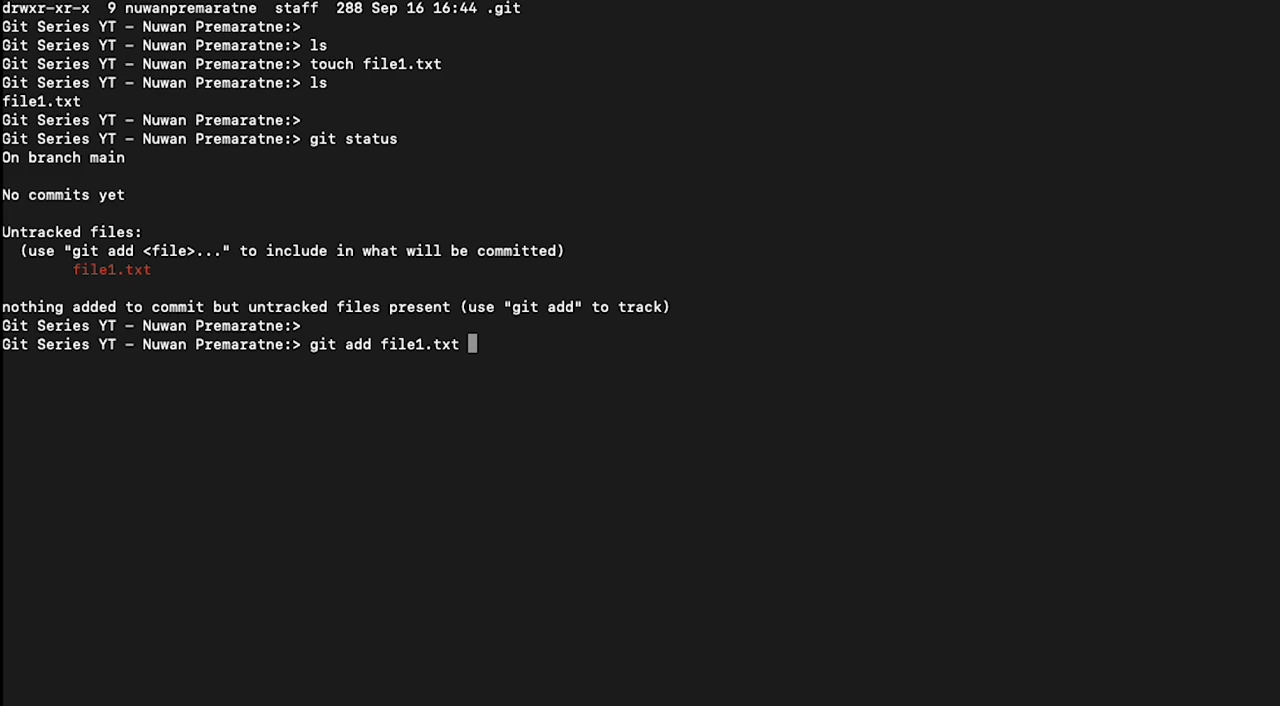 drwxr-xr-x  9 nuwanpremaratne  staff  288 Sep 16 16:44 .git
Git Series YT - Nuwan Premaratne:>
Git Series YT - Nuwan Premaratne:> ls
Git Series YT - Nuwan Premaratne:> touch file1.txt
Git Series YT - Nuwan Premaratne:> ls
file1.txt
Git Series YT - Nuwan Premaratne:>
Git Series YT - Nuwan Premaratne:> git status
On branch main
No commits yet
Untracked files:
  (use "git add <file>..." to include in what will be committed)
        file1.txt
nothing added to commit but untracked files present (use "git add" to track)
Git Series YT - Nuwan Premaratne:>
Git Series YT - Nuwan Premaratne:> git add file1.txt